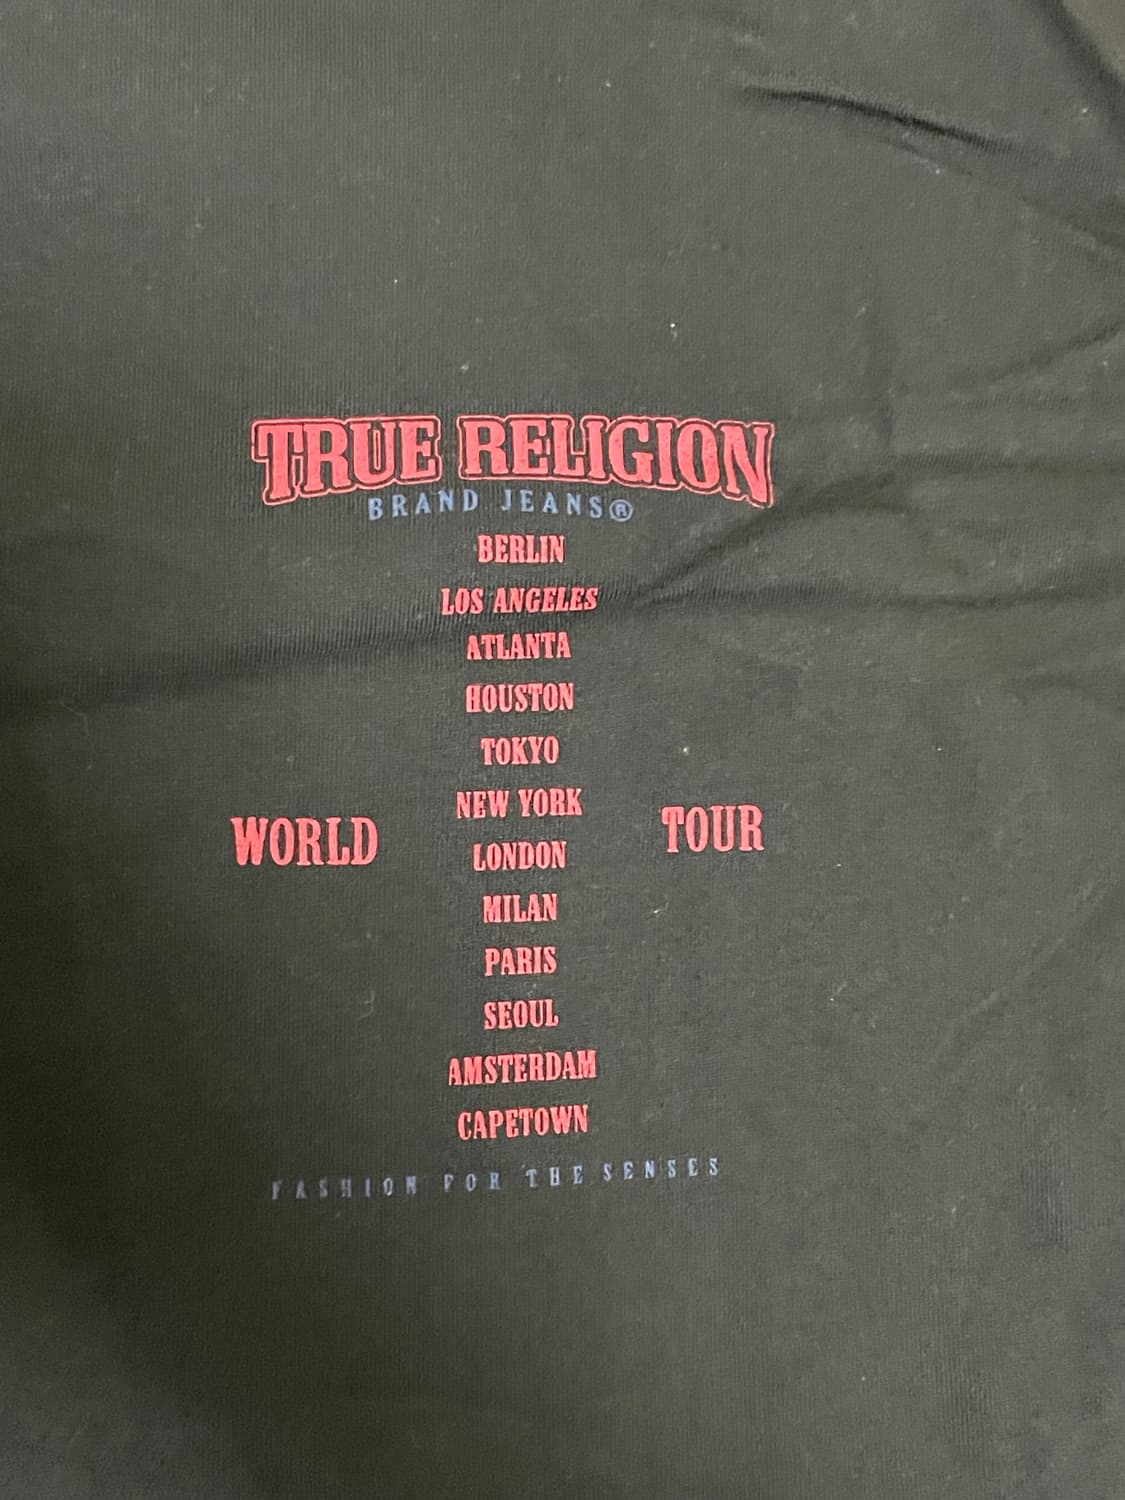 TRUE RELIGION
BRAND JEANS®
BERLIN
LOS ANGELES
ATLANTA
HOUSTON
TOKYO
NEW YORK
WORLD
TOUR
LONDON
MILAN
PARIS
SEOUL
AMSTERDAM
CAPETOWN
FASHION FOR THE SENSES